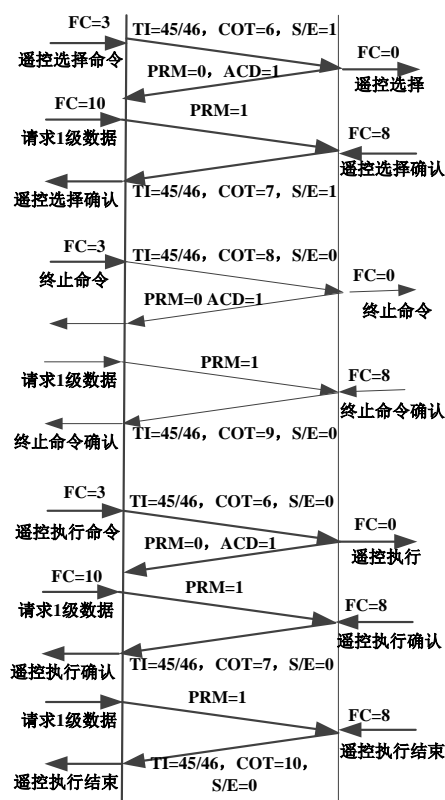 FC=3
TI=45/46，COT=6，S/E=1
遥控选择命令
FC=0
PRM=0，ACD=1
遥控选择
FC=10
PRM=1
请求1级数据
FC=8
遥控选择确认
遥控选择确认
TI=45/46，COT=7，S/E=1
FC=3
TI=45/46，COT=8，S/E=0
终止命令
FC=0
PRM=0 ACD=1
终止命令
PRM=1
请求1级数据
FC=8
终止命令确认
终止命令确认
TI=45/46，COT=9，S/E=0
FC=3
TI=45/46，COT=6，S/E=0
遥控执行命令
FC=0
PRM=0，ACD=1
遥控执行
FC=10
PRM=1
请求1级数据
FC=8
遥控执行确认
遥控执行确认
TI=45/46，COT=7，S/E=0
PRM=1
请求1级数据
FC=8
遥控执行结束
遥控执行结束
TI=45/46，COT=10，
S/E=0